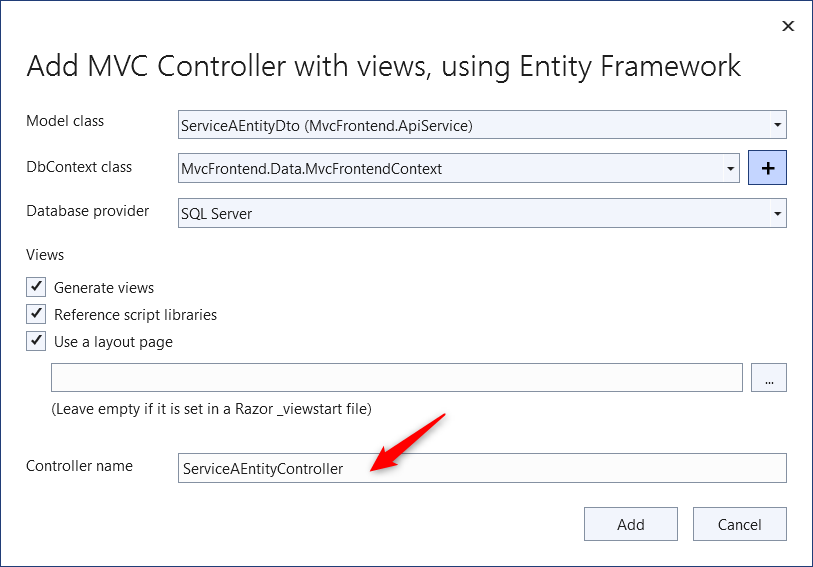 Add MVC Controller with views, using Entity Framework
Model class
ServiceAEntityDto (MvcFrontend.ApiService)
DbContext class
MvcFrontend.Data.MvcFrontendContext
Database provider
SQL Server
Views
Generate views
Reference script libraries
Use a layout page
...
(Leave empty if it is set in a Razor _viewstart file)
Controller name
ServiceAEntityController
Add
Cancel